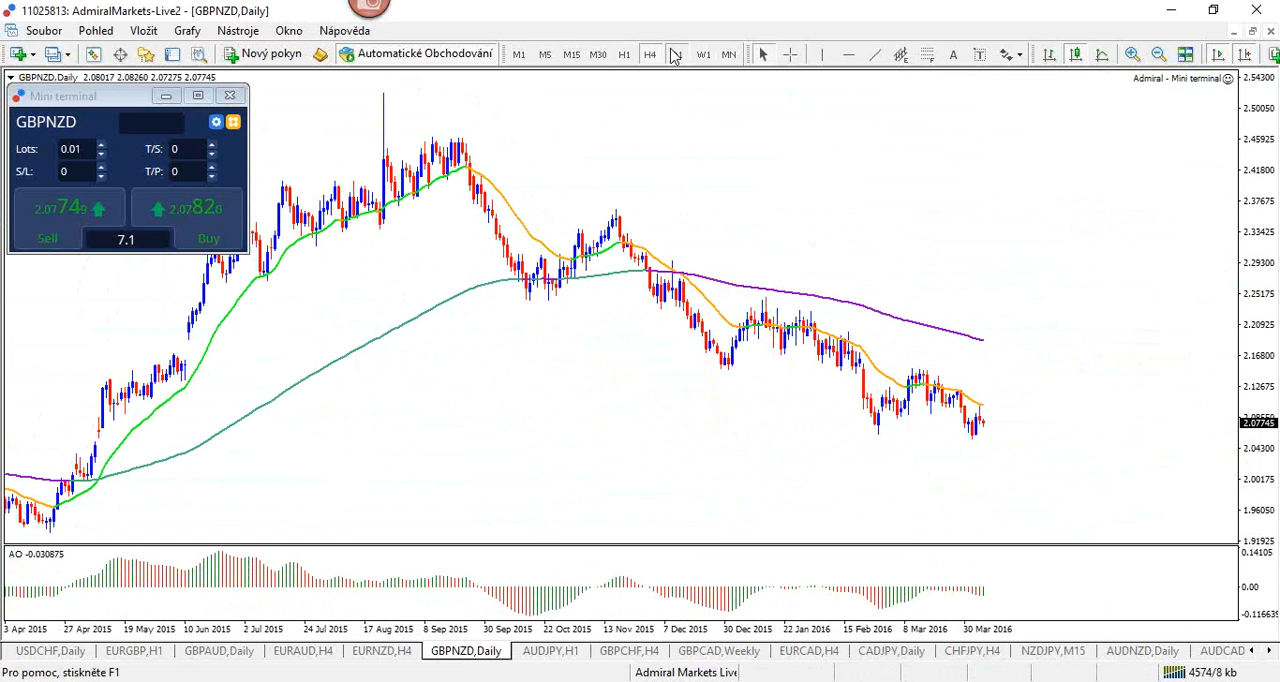 11025813: AdmiralMarkets-Live2 - [GBPNZD,Daily]
Soubor Pohled Vložit Grafy Nástroje Okno Nápověda
Nový pokyn Automatické Obchodování M1 M5 M15 M30 H1 H4 W1 MN A T
GBPNZD,Daily 2.08017 2.08260 2.07275 2.07745
Admiral - Mini terminal
Mini terminal
GBPNZD
Lots: 0.01 T/S: 0
S/L: 0 T/P: 0
2.07749 2.07820
Sell 7.1 Buy
2.54300
2.50050
2.45925
2.41800
2.37675
2.33425
2.29300
2.25175
2.20925
2.16800
2.12675
2.07745
2.04300
2.00175
1.96050
1.91925
AO -0.030875
0.14105
0.00
-0.116635
3 Apr 2015 27 Apr 2015 19 May 2015 10 Jun 2015 2 Jul 2015 24 Jul 2015 17 Aug 2015 8 Sep 2015 30 Sep 2015 22 Oct 2015 13 Nov 2015 7 Dec 2015 30 Dec 2015 22 Jan 2016 15 Feb 2016 8 Mar 2016 30 Mar 2016
USDCHF,Daily EURGBP,H1 GBPAUD,Daily EURAUD,H4 EURNZD,H4 GBPNZD,Daily AUDJPY,H1 GBPCHF,H4 GBPCAD,Weekly EURCAD,H4 CADJPY,Daily CHFJPY,H4 NZDJPY,M15 AUDNZD,Daily AUDCAD
Pro pomoc, stiskněte F1 Admiral Markets Live 4574/8 kb